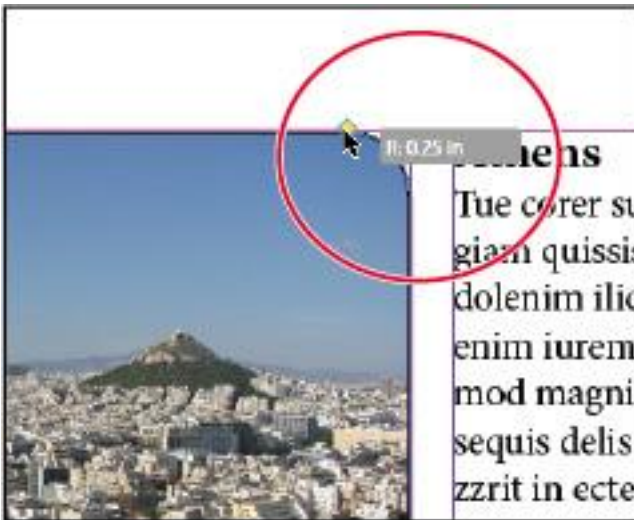 R: 0.25 in
Tue corer su
giam quissis
dolenim ilic
enim iurem
mod magni
sequis delis
zzrit in ecte